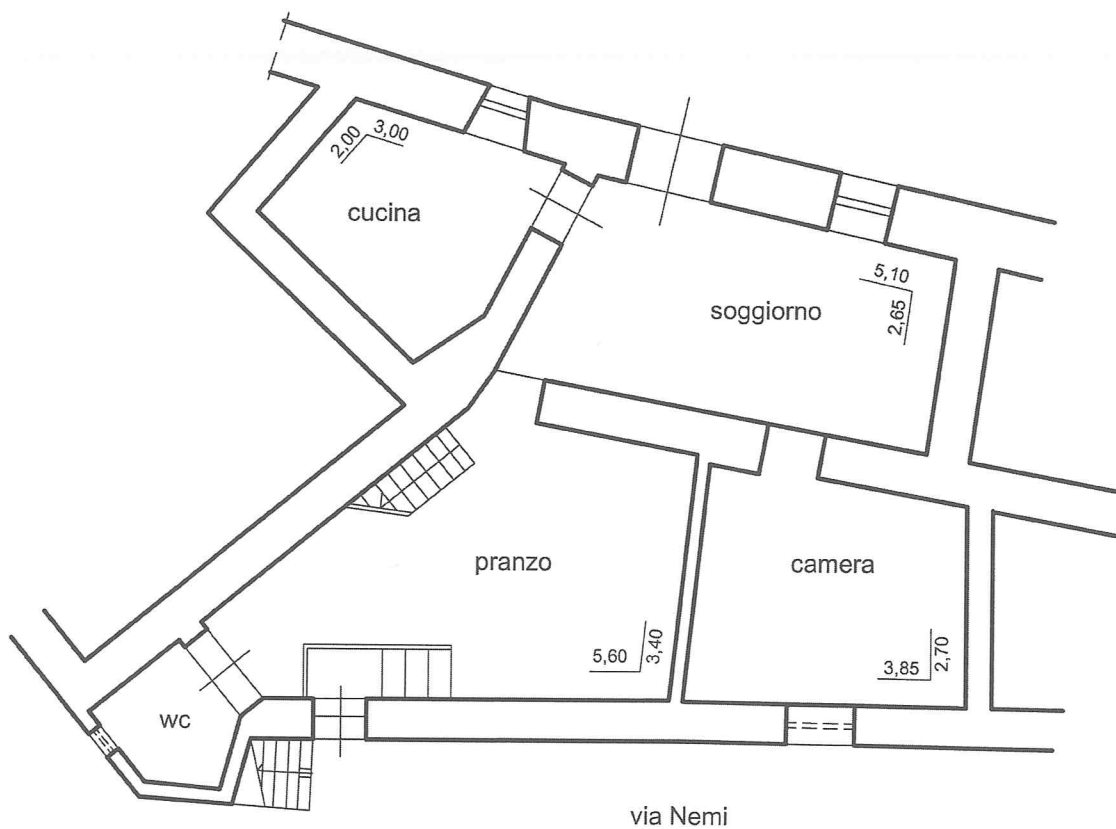 3,00
2,00
cucina
5,10
2,65
soggiorno
pranzo
camera
5,60
3,40
3,85
2,70
wc
via Nemi